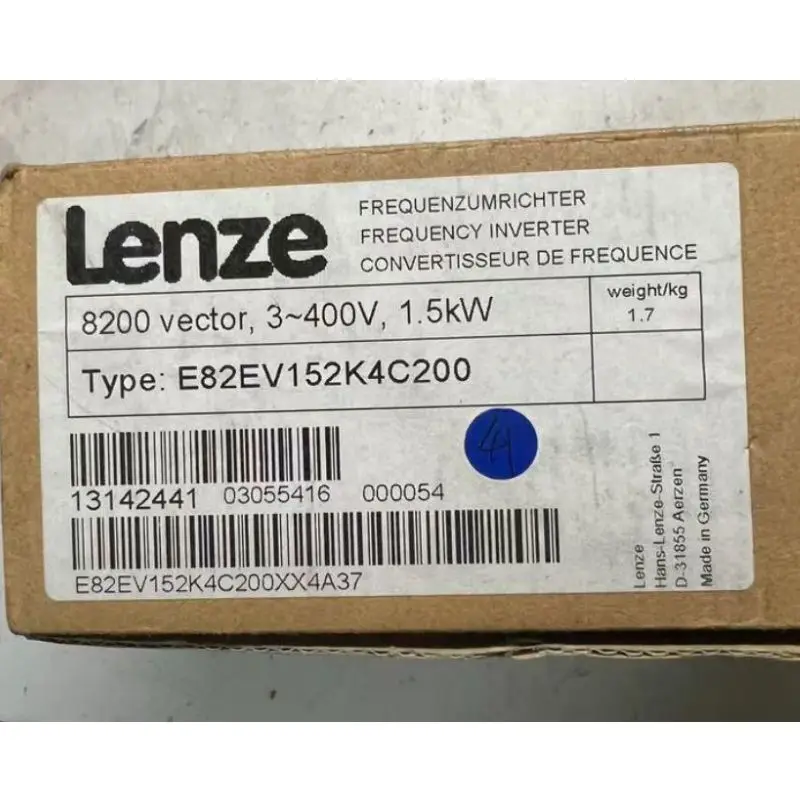 Lenze
FREQUENZUMRICHTER
FREQUENCY INVERTER
CONVERTISSEUR DE FREQUENCE
8200 vector, 3~400V, 1.5kW
weight/kg
1.7
Type: E82EV152K4C200
4
13142441 03055416 000054
E82EV152K4C200XX4A37
Lenze
Hans-Lenze-Straße 1
D-31855 Aerzen
Made in Germany